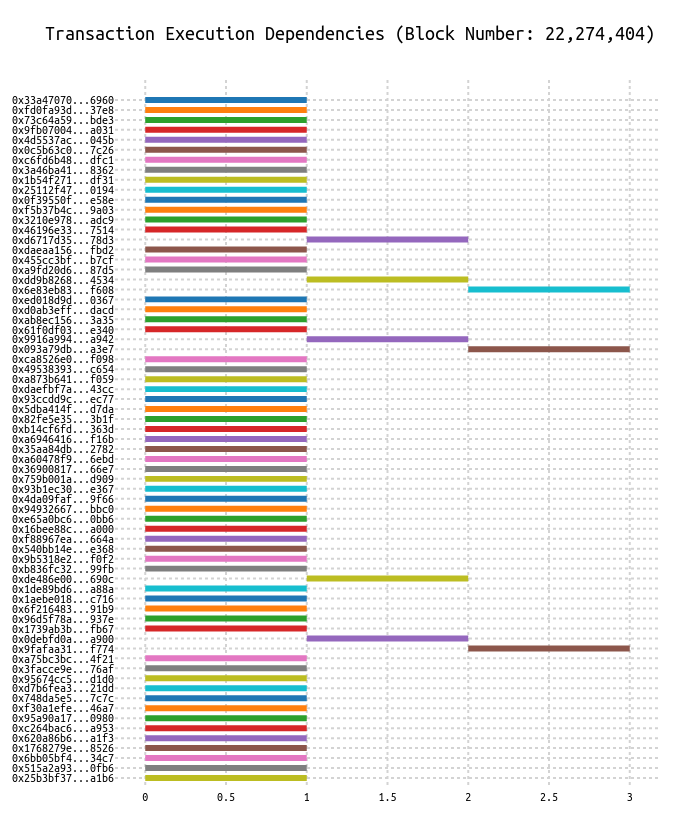 Transaction Execution Dependencies (Block Number: 22,274,404)
0x33a47070...6960
0xfd0fa93d...37e8
0x73c64a59...bde3
0x9fb07004...a031
0x4d5537ac...045b
0x0c5b63c0...7c26
0xc6fd6b48...dfc1
0x3a46ba41...8362
0x1b54f271...df31
0x25112f47...0194
0x0f39550f...e58e
0xf5b37b4c...9a03
0x3210e978...adc9
0x46196e33...7514
0xd6717d35...78d3
0xdaeaa156...fbd2
0x455cc3bf...b7cf
0xa9fd20d6...87d5
0xdd9b8268...4534
0x6e83eb83...f608
0xed018d9d...0367
0xd0ab3eff...dacd
0xab8ec156...3a35
0x61f0df03...e340
0x9916a994...a942
0x093a79db...a3e7
0xca8526e0...f098
0x49538393...c654
0xa873b641...f059
0xdaefbf7a...43cc
0x93ccdd9c...ec77
0x5dba414f...d7da
0x82fe5e35...3b1f
0xb14cf6fd...363d
0xa6946416...f16b
0x35aa84db...2782
0xa60478f9...6ebd
0x36900817...66e7
0x759b001a...d909
0x93b1ec30...e367
0x4da09faf...9f66
0x94932667...bbc0
0xe65a0bc6...0bb6
0x16bee88c...a000
0xf88967ea...664a
0x540bb14e...e368
0x9b5318e2...f0f2
0xb836fc32...99fb
0xde486e00...690c
0x1de89bd6...a88a
0x1aebe018...c716
0x6f216483...91b9
0x96d5f78a...937e
0x1739ab3b...fb67
0x0debfd0a...a900
0x9fafaa31...f774
0xa75bc3bc...4f21
0x3facce9e...76af
0x95674cc5...d1d0
0xd7b6fea3...21dd
0x748da5e5...7c7c
0xf30a1efe...46a7
0x95a90a17...0980
0xc264bac6...a953
0x620a86b6...a1f3
0x1768279e...8526
0x6bb05bf4...34c7
0x515a2a93...0fb6
0x25b3bf37...a1b6
0 0.5 1 1.5 2 2.5 3